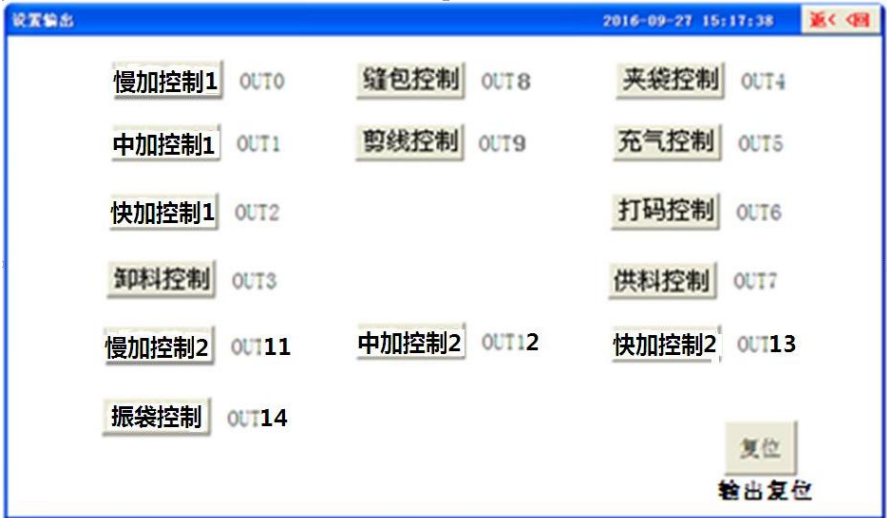 设置输出 2016-09-27 15:17:38 返回
慢加控制1 OUT0 缝包控制 OUT8 夹袋控制 OUT4
中加控制1 OUT1 剪线控制 OUT9 充气控制 OUT5
快加控制1 OUT2 打码控制 OUT6
卸料控制 OUT3 供料控制 OUT7
慢加控制2 OUT11 中加控制2 OUT12 快加控制2 OUT13
振袋控制 OUT14
复位
输出复位